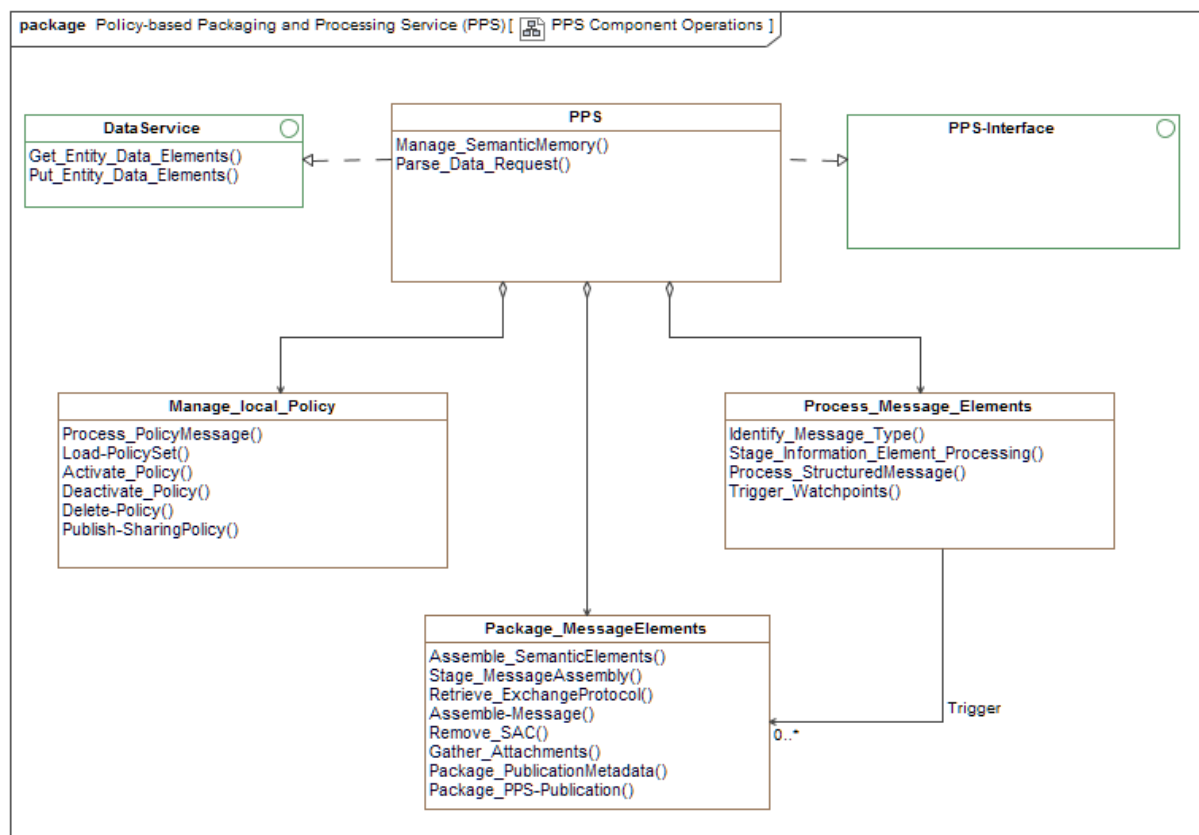 package Policy-based Packaging and Processing Service (PPS)[ PPS Component Operations ]
DataService
Get_Entity_Data_Elements()
Put_Entity_Data_Elements()
PPS
Manage_SemanticMemory()
Parse_Data_Request()
PPS-Interface
Manage_local_Policy
Process_PolicyMessage()
Load-PolicySet()
Activate_Policy()
Deactivate_Policy()
Delete-Policy()
Publish-SharingPolicy()
Process_Message_Elements
Identify_Message_Type()
Stage_Information_Element_Processing()
Process_StructuredMessage()
Trigger_Watchpoints()
Package_MessageElements
Assemble_SemanticElements()
Stage_MessageAssembly()
Retrieve_ExchangeProtocol()
Assemble-Message()
Remove_SAC()
Gather_Attachments()
Package_PublicationMetadata()
Package_PPS-Publication()
Trigger
0..*